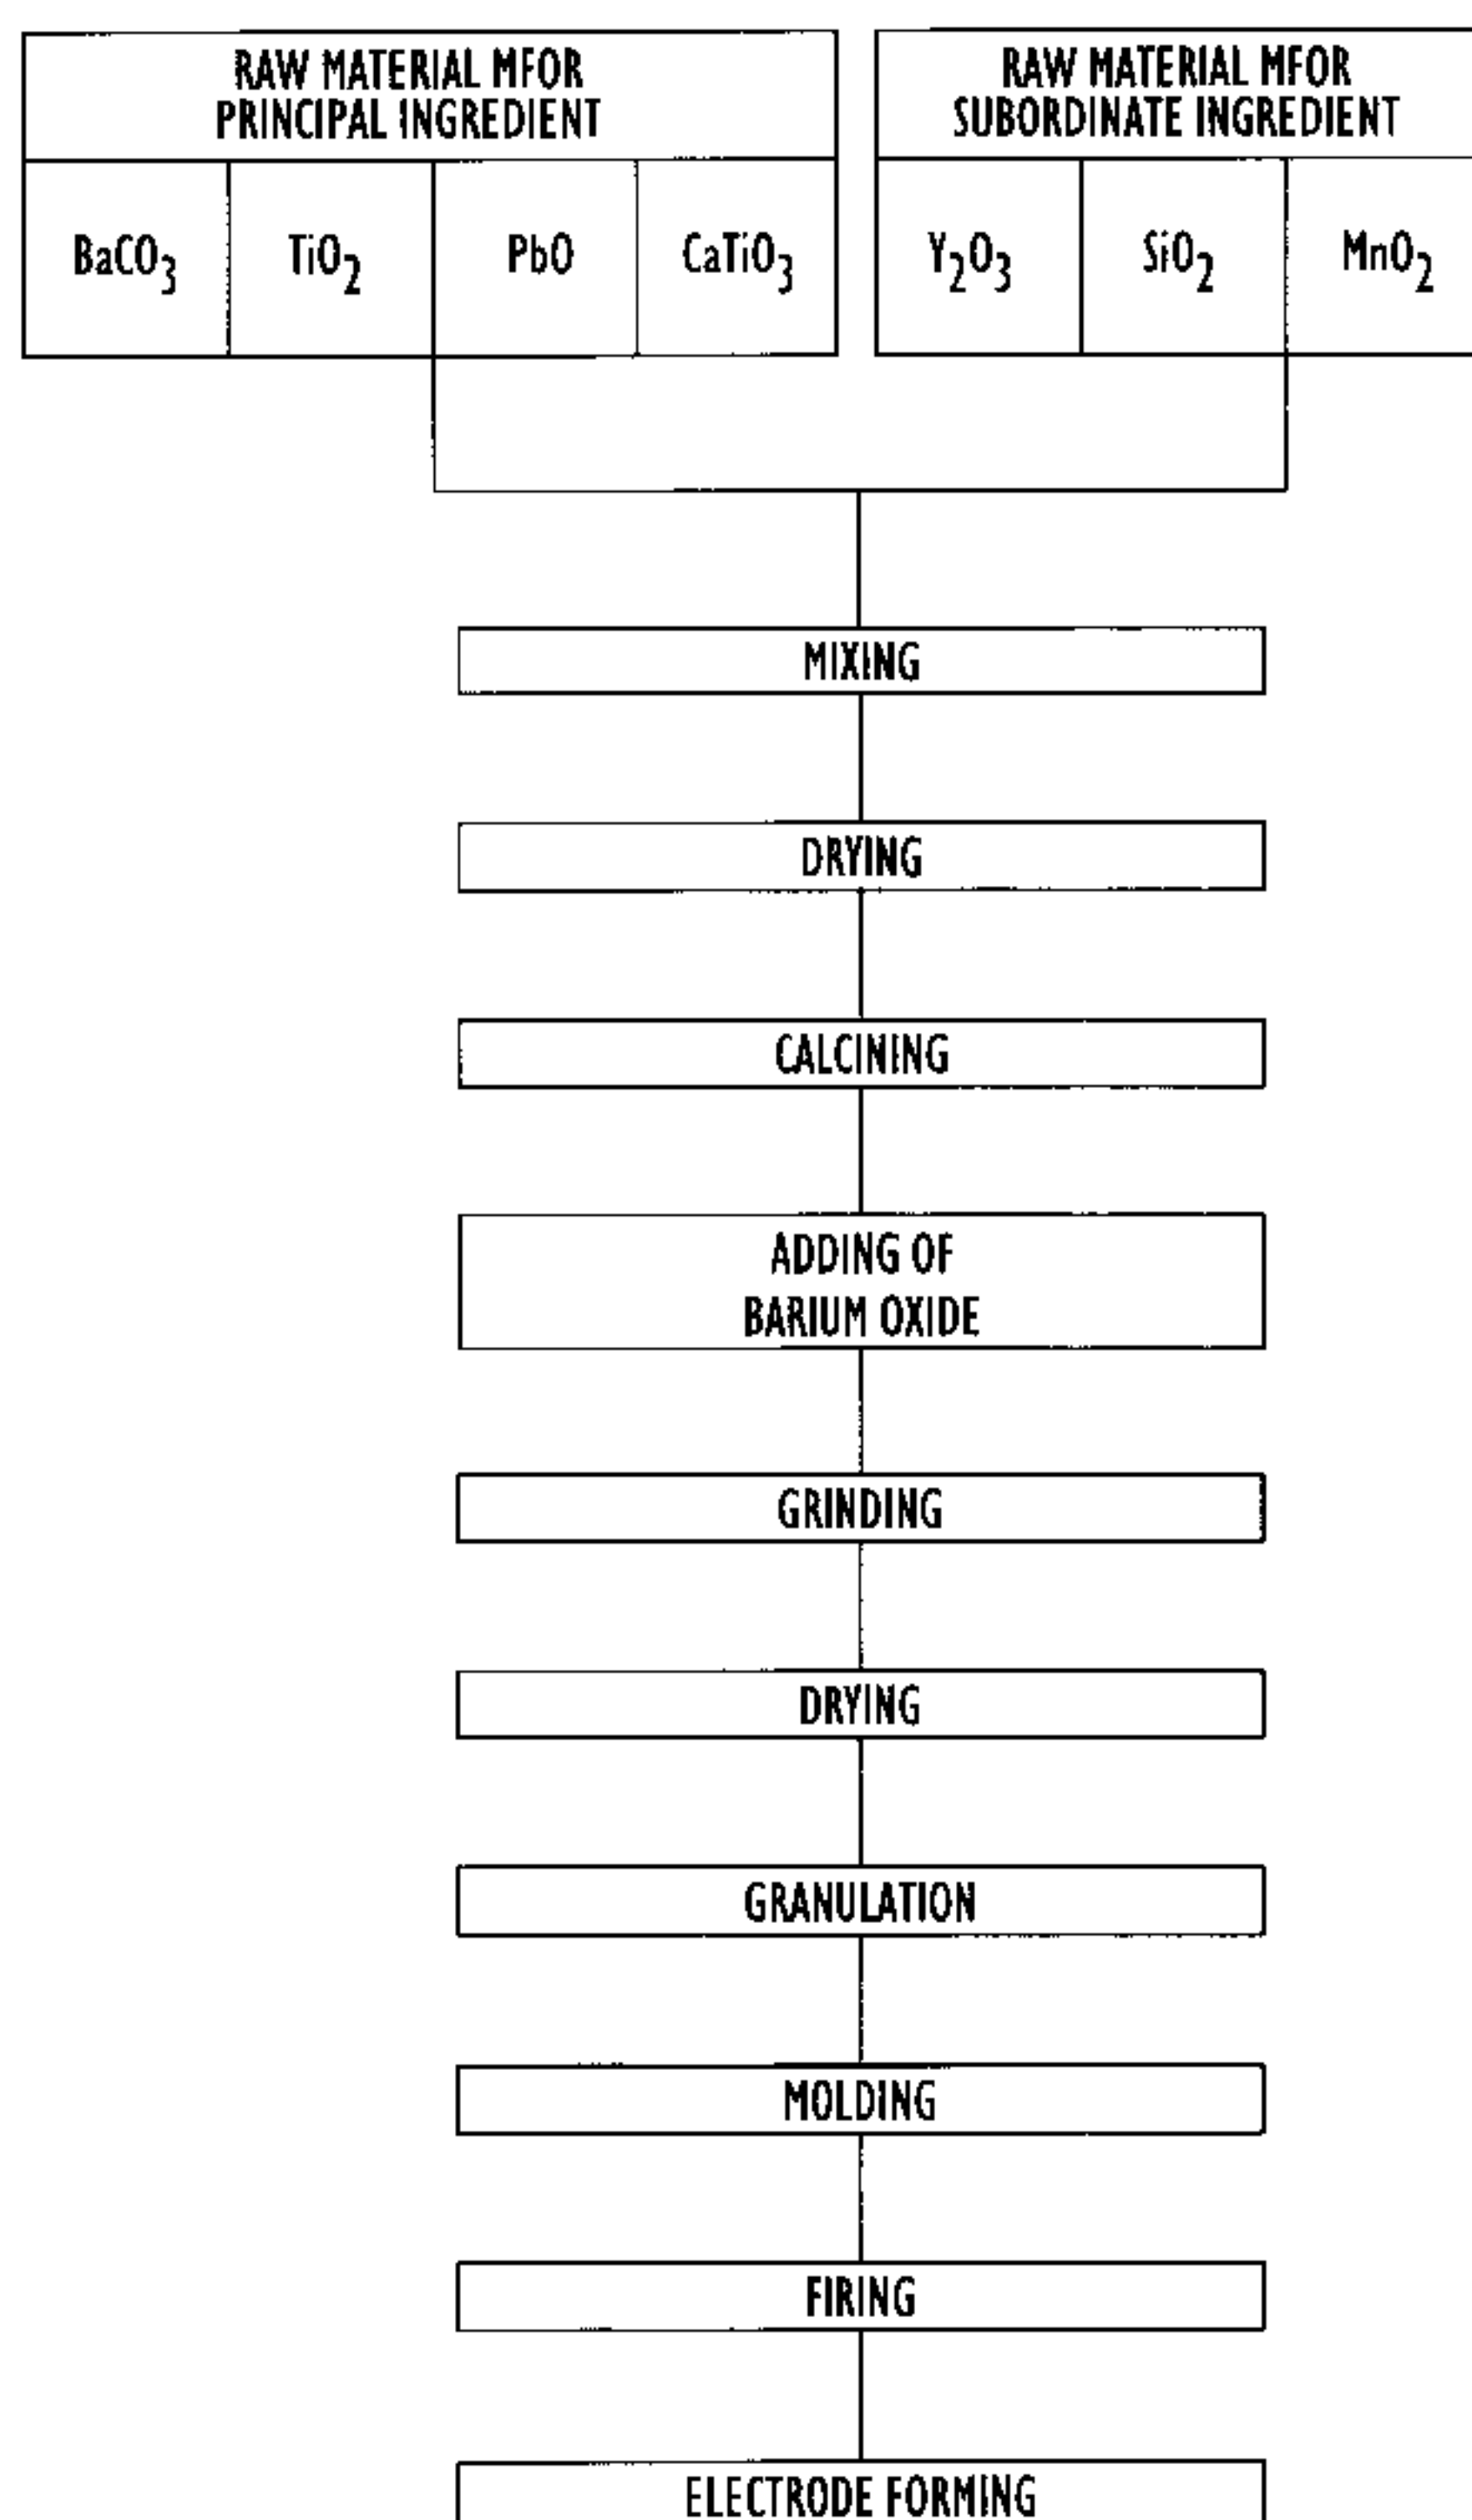 RAW MATERIAL MFOR
PRINCIPAL INGREDIENT
BaCO3
TiO2
PbO
CaTiO3
RAW MATERIAL MFOR
SUBORDINATE INGREDIENT
Y2O3
SiO2
MnO2
MIXING
DRYING
CALCINING
ADDING OF
BARIUM OXIDE
GRINDING
DRYING
GRANULATION
MOLDING
FIRING
ELECTRODE FORMING